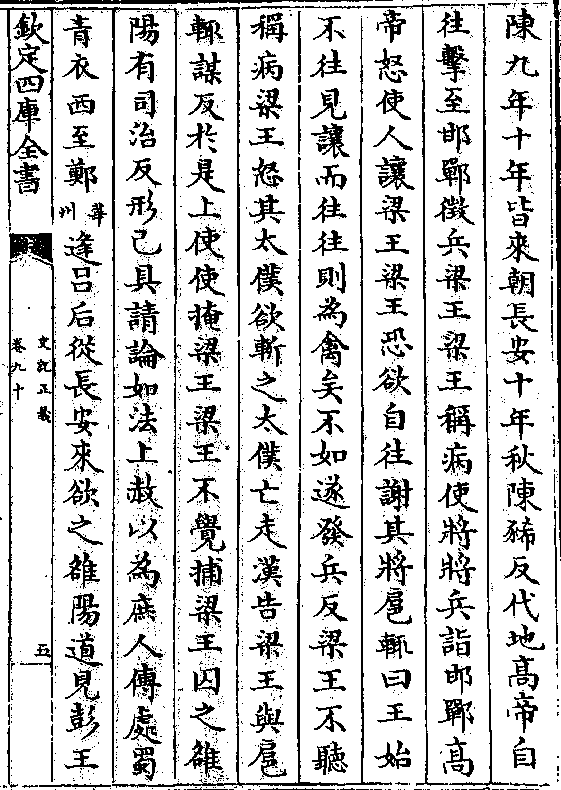 陳九年十年皆來朝長安十年秋陳豨反代地高帝自
往擊至邯鄲徵兵梁王梁王稱病使將將兵詣邯鄲高
帝怒使人讓梁王梁王恐欲自往謝其將扈輒曰王始
不往見讓而往往則為禽矣不如遂發兵反梁王不聽
稱病梁王怒其太僕欲斬之太僕亡走漢告梁王與扈
輒謀反於是上使使掩梁王梁王不覺捕梁王囚之雒
陽有司治反形己具請論如法上赦以為庶人傳處蜀
青衣西至鄭華州逢呂后從長安來欲之雒陽道見彭王
欽定四庫全書
史記正義
卷九十
五